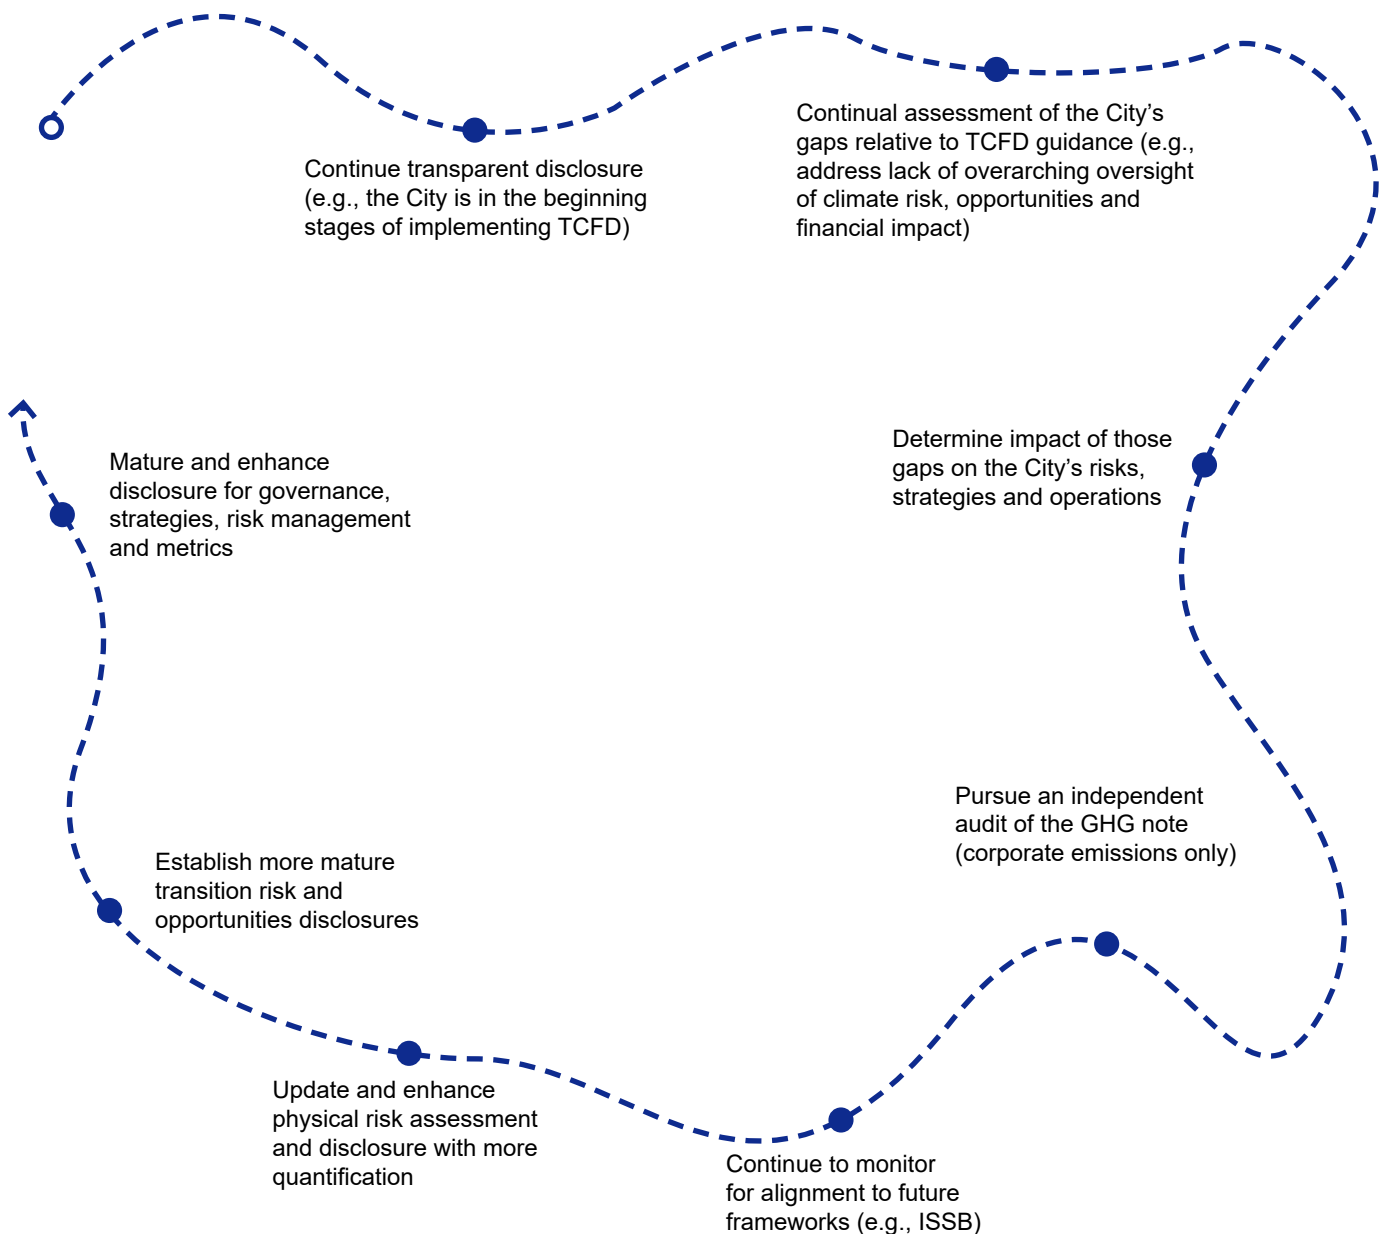 Continue transparent disclosure
(e.g., the City is in the beginning
stages of implementing TCFD)
Continual assessment of the City’s
gaps relative to TCFD guidance (e.g.,
address lack of overarching oversight
of climate risk, opportunities and
financial impact)
Determine impact of those
gaps on the City’s risks,
strategies and operations
Pursue an independent
audit of the GHG note
(corporate emissions only)
Continue to monitor
for alignment to future
frameworks (e.g., ISSB)
Update and enhance
physical risk assessment
and disclosure with more
quantification
Establish more mature
transition risk and
opportunities disclosures
Mature and enhance
disclosure for governance,
strategies, risk management
and metrics